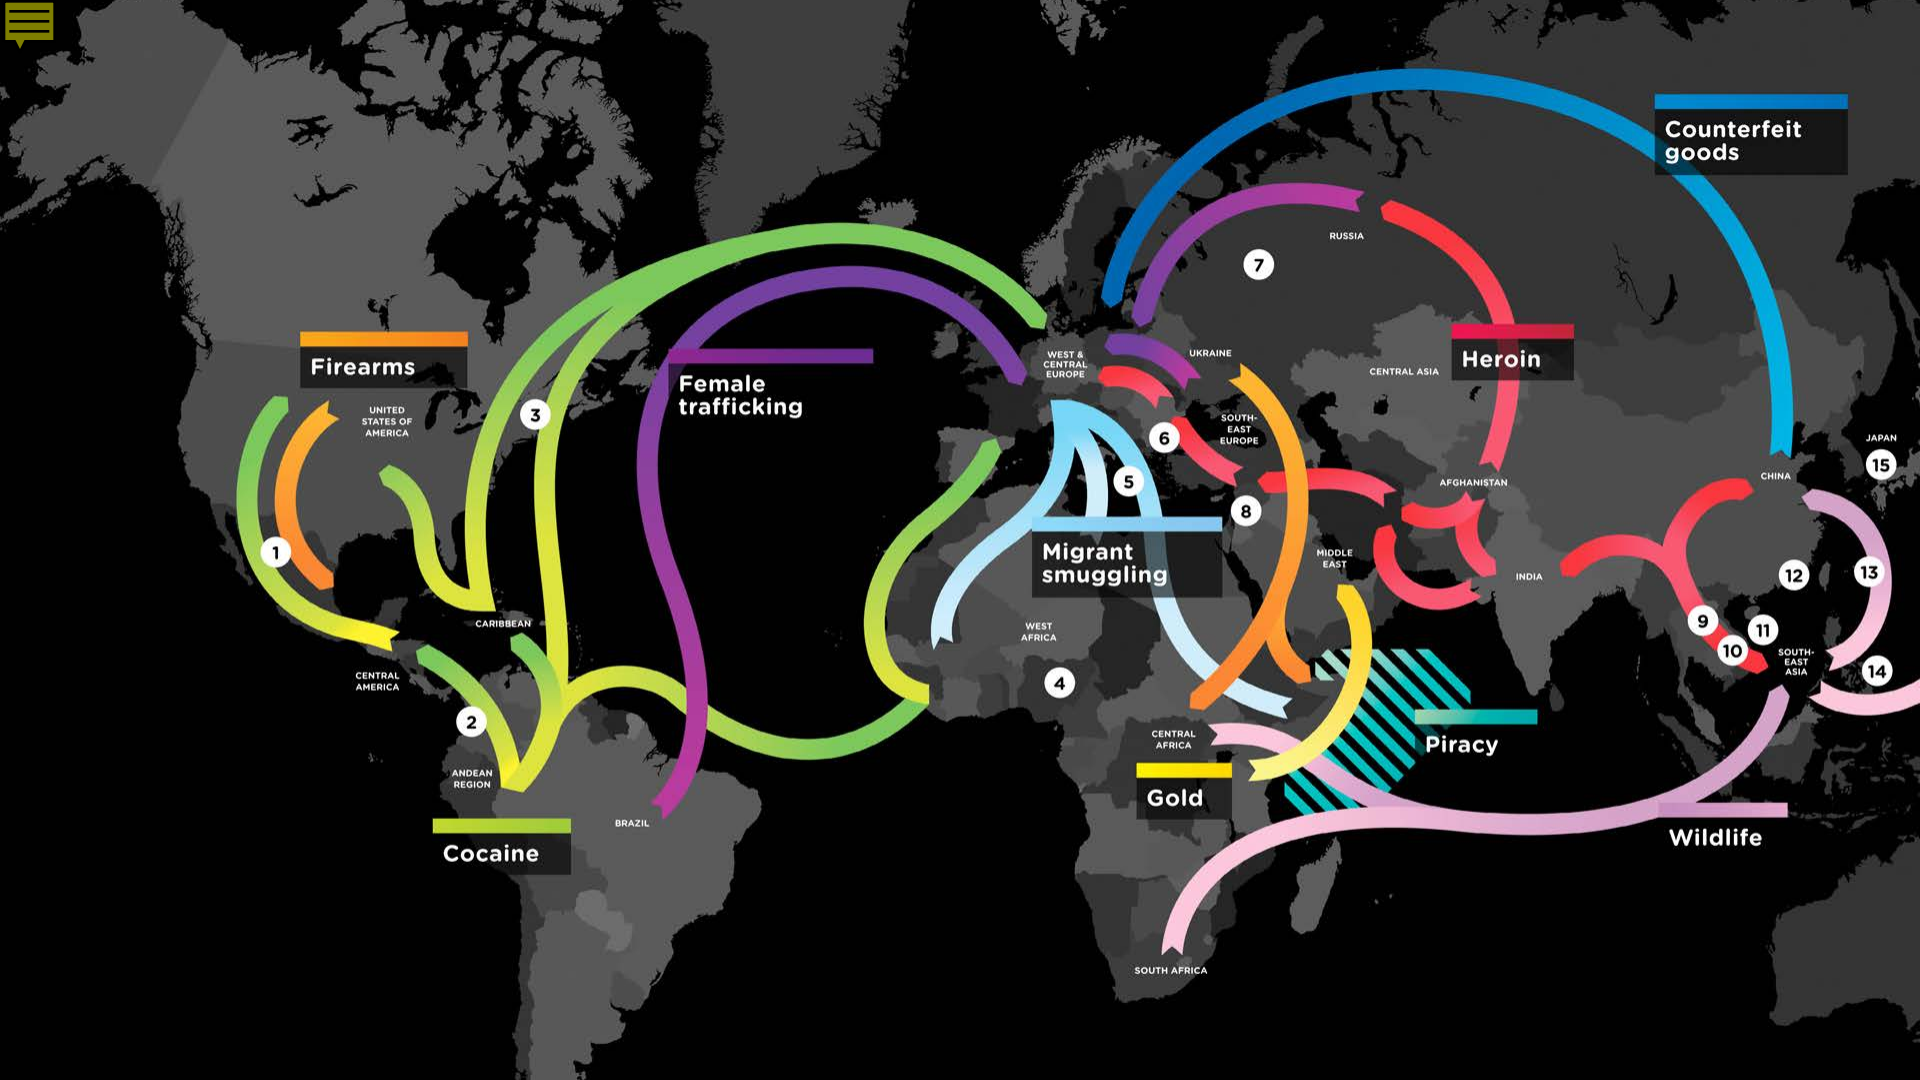 Counterfeit
goods
RUSSIA
7
Firearms
UNITED
STATES OF
AMERICA
3
Female
trafficking
WEST &
CENTRAL
EUROPE
UKRAINE
CENTRAL ASIA
Heroin
SOUTH-
EAST
EUROPE
6
5
8
AFGHANISTAN
CHINA
JAPAN
15
1
Migrant
smuggling
MIDDLE
EAST
INDIA
12
13
CARIBBEAN
WEST
AFRICA
9
11
10
SOUTH-
EAST
ASIA
14
CENTRAL
AMERICA
4
2
CENTRAL
AFRICA
Piracy
ANDEAN
REGION
Gold
BRAZIL
Cocaine
Wildlife
SOUTH AFRICA